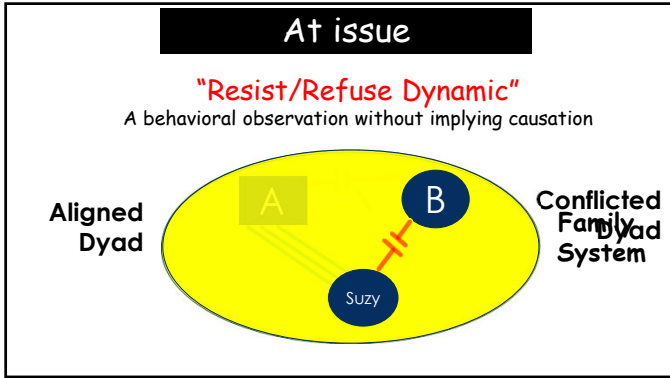 At issue
“Resist/Refuse Dynamic”
A behavioral observation without implying causation
A
B
Aligned
Dyad
Conflicted
Dyad
Family
System
Suzy